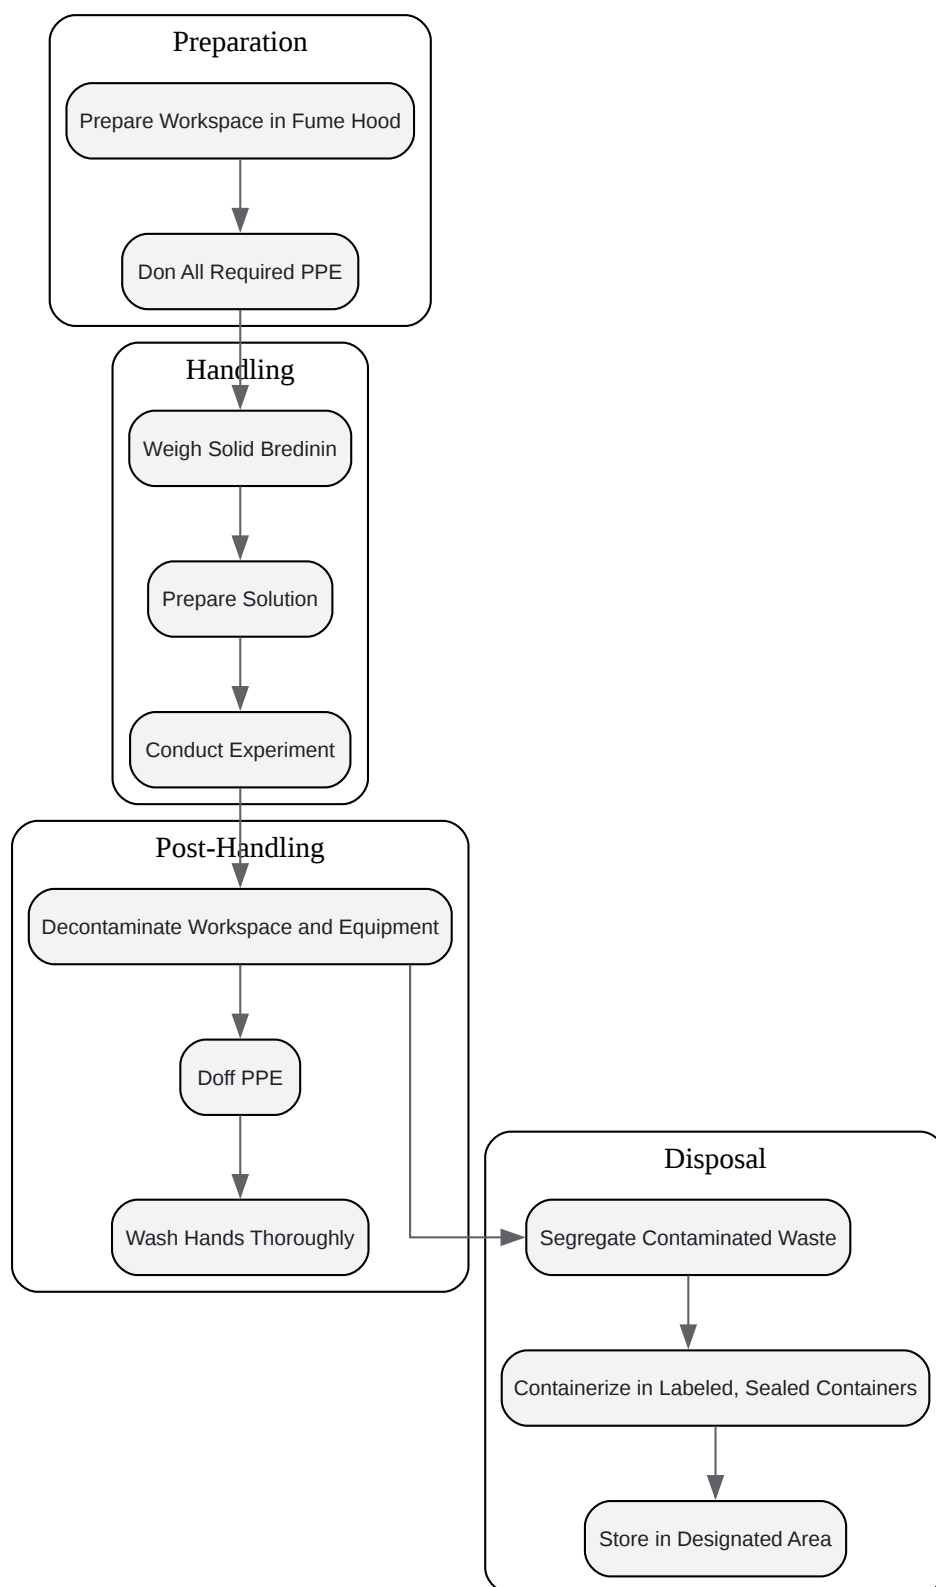 Preparation
Prepare Workspace in Fume Hood
Don All Required PPE
Handling
Weigh Solid Bredinin
Prepare Solution
Conduct Experiment
Post-Handling
Decontaminate Workspace and Equipment
Doff PPE
Wash Hands Thoroughly
Disposal
Segregate Contaminated Waste
Containerize in Labeled, Sealed Containers
Store in Designated Area